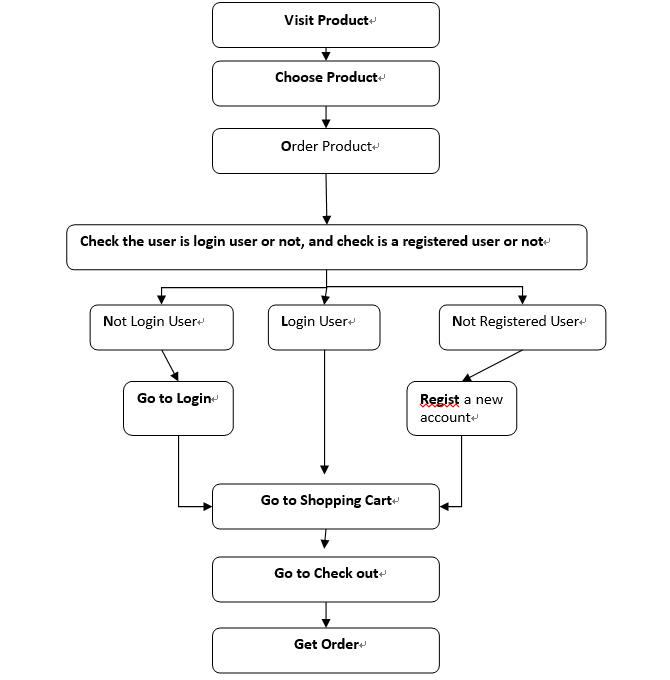 Visit Product
Choose Product
Order Product
Check the user is login user or not, and check is a registered user or not
Not Login User
Login User
Not Registered User
Go to Login
Regist a new
account
Go to Shopping Cart
Go to Check out
Get Order